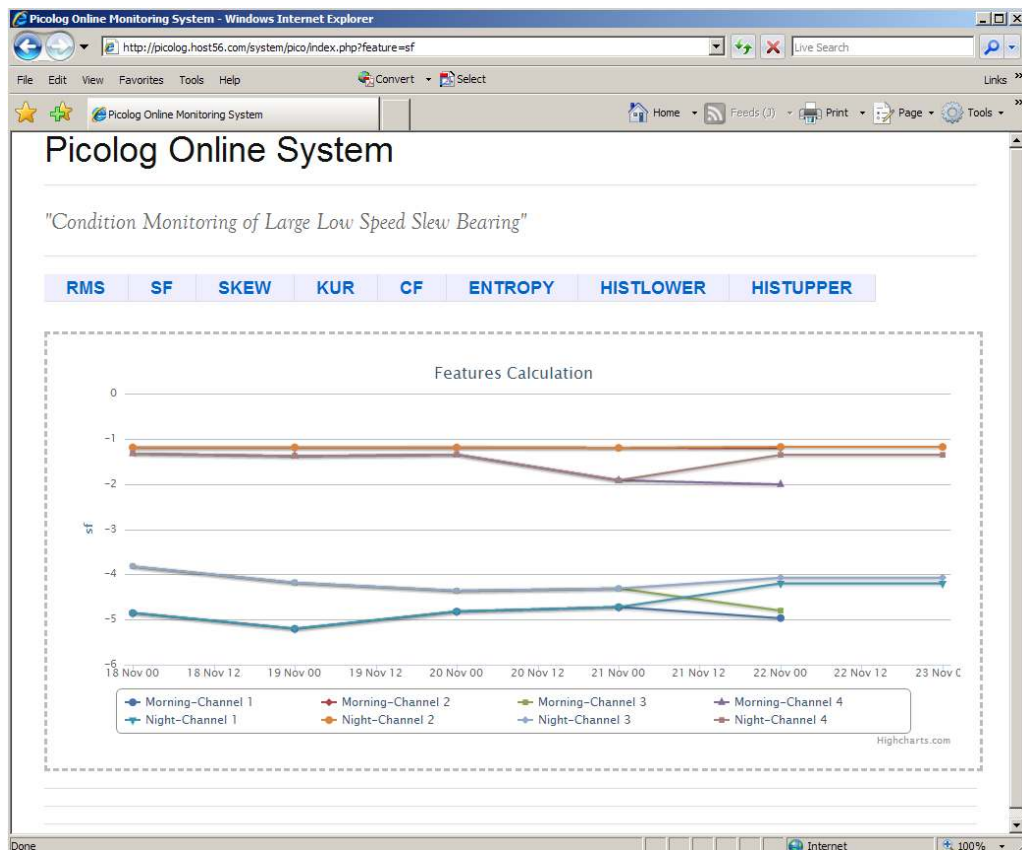 Picolog Online Monitoring System - Windows Internet Explorer
http://picolog.host56.com/system/pico/index.php?feature=sf
Live Search
File Edit View Favorites Tools Help
Convert Select
Links »
Picolog Online Monitoring System
Home Feeds (J) Print Page Tools »
Picolog Online System
"Condition Monitoring of Large Low Speed Slew Bearing"
RMS SF SKEW KUR CF ENTROPY HISTLOWER HISTUPPER
Features Calculation
0
-1
-2
sf
-3
-4
-5
-6
18 Nov 00 18 Nov 12 19 Nov 00 19 Nov 12 20 Nov 00 20 Nov 12 21 Nov 00 21 Nov 12 22 Nov 00 22 Nov 12 23 Nov 0
Morning-Channel 1 Morning-Channel 2 Morning-Channel 3 Morning-Channel 4
Night-Channel 1 Night-Channel 2 Night-Channel 3 Night-Channel 4
Highcharts.com
Done Internet 100%